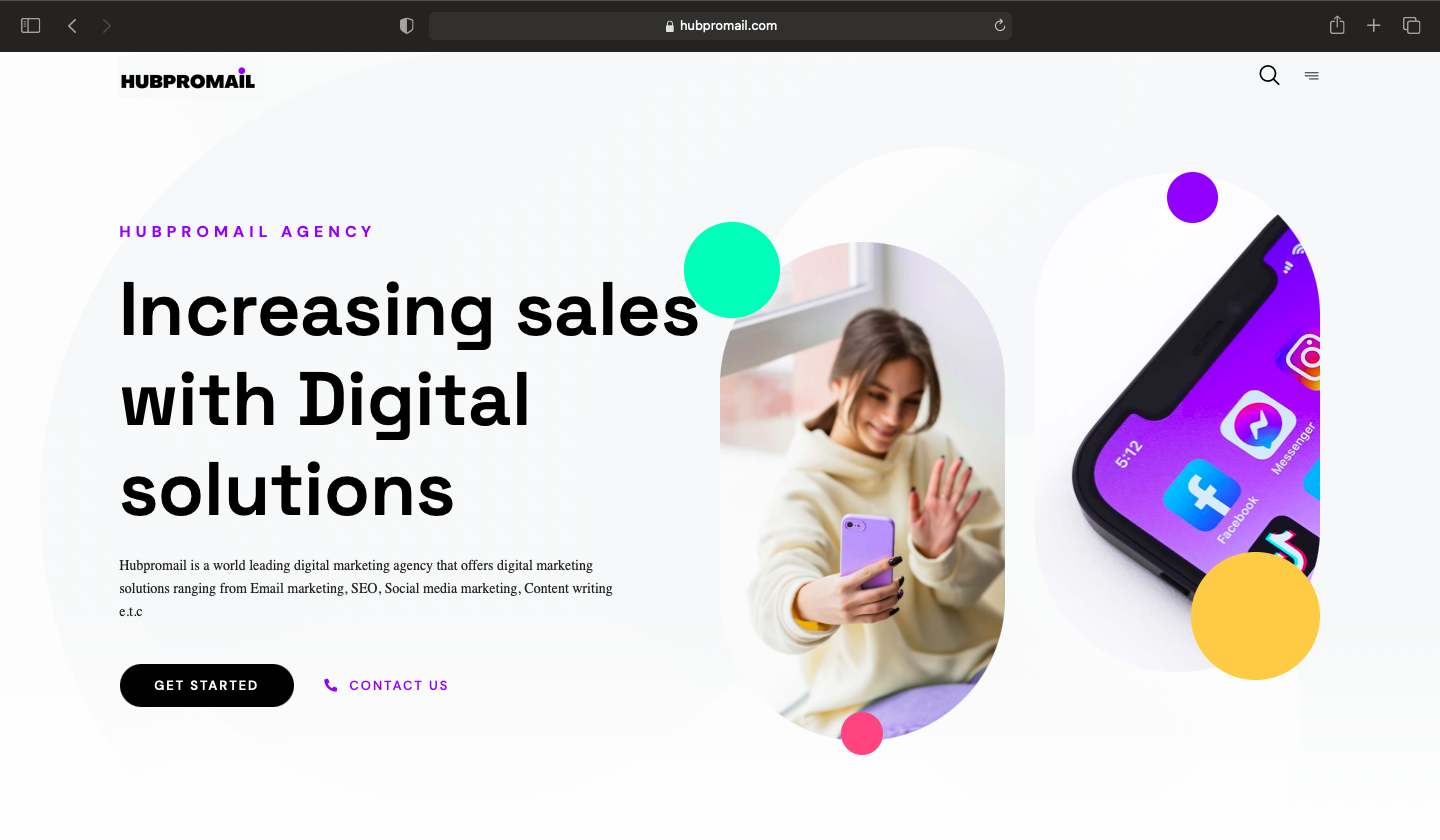 hubpromail.com
HUBPROMAiL
HUBPROMAIL AGENCY
Increasing sales
with Digital
solutions
Hubpromail is a world leading digital marketing agency that offers digital marketing
solutions ranging from Email marketing, SEO, Social media marketing, Content writing
e.t.c
GET STARTED
CONTACT US
5:12
Messenger
Facebook